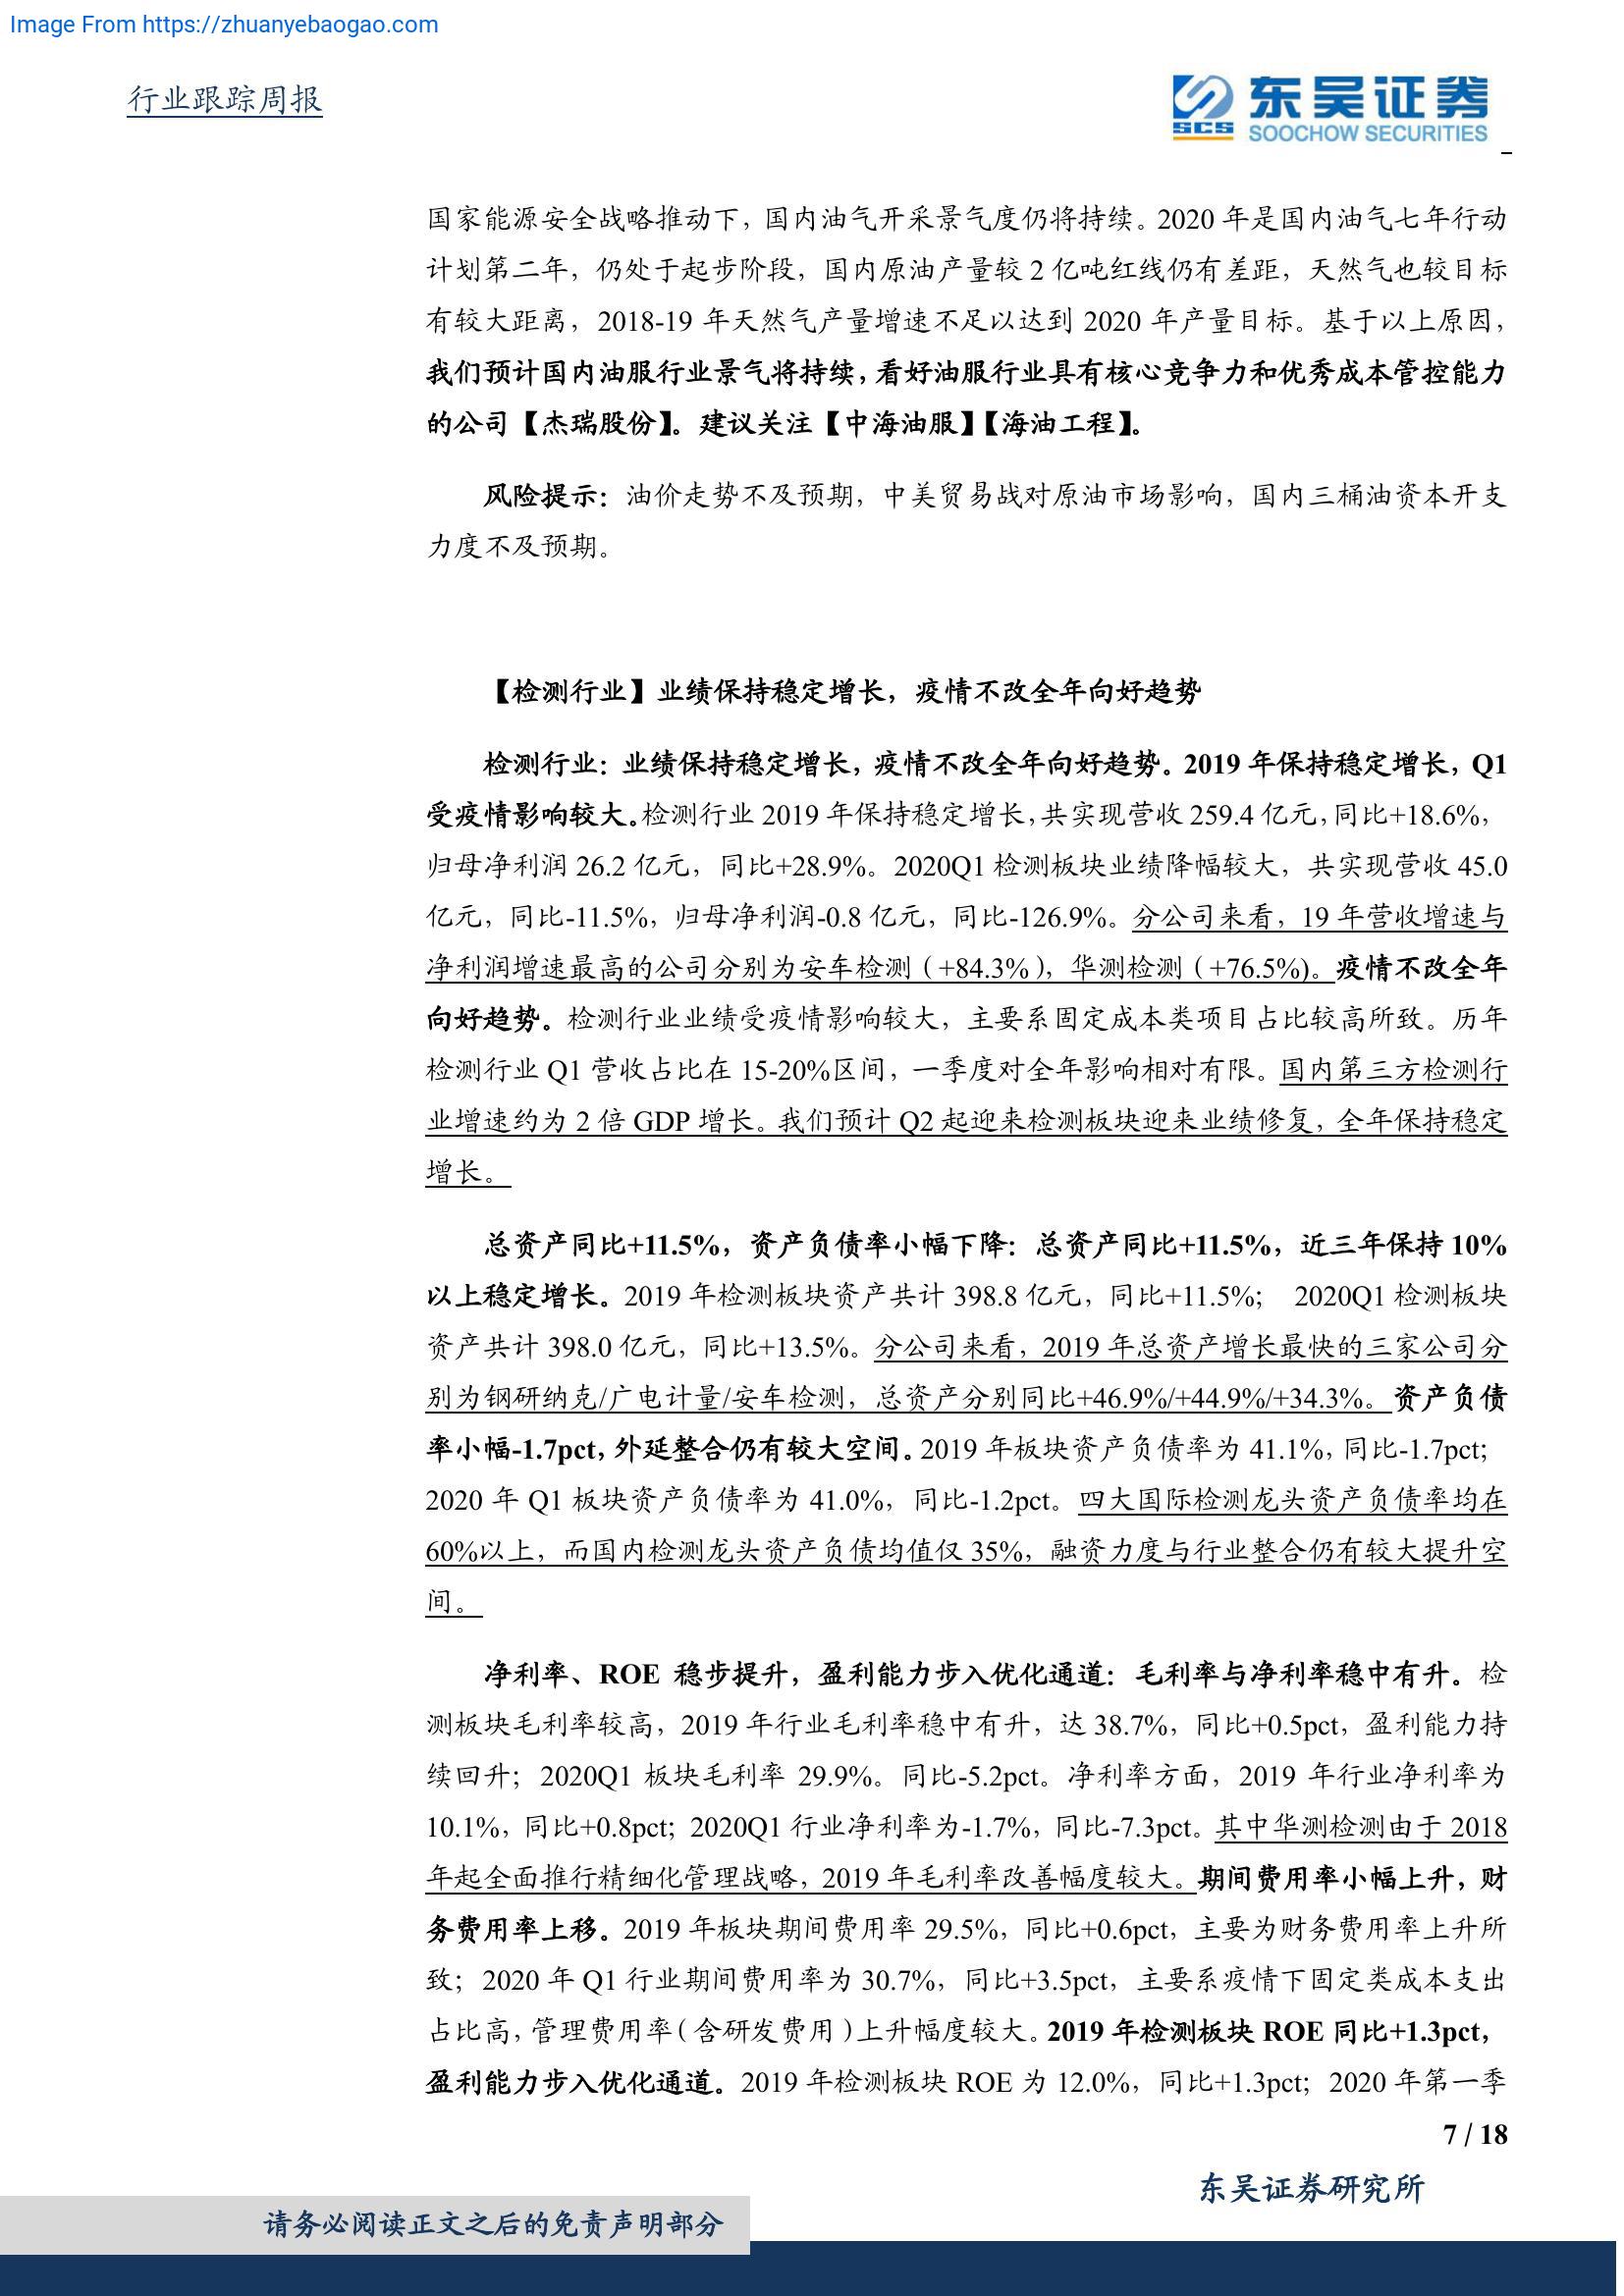 Image From https://zhuanyebaogao.com
行业跟踪周报
东吴证券
SCS
SOOCHOW SECURITIES
国家能源安全战略推动下，国内油气开采景气度仍将持续。2020 年是国内油气七年行动
计划第二年，仍处于起步阶段，国内原油产量较 2 亿吨红线仍有差距，天然气也较目标
有较大距离，2018-19 年天然气产量增速不足以达到 2020 年产量目标。基于以上原因，
我们预计国内油服行业景气将持续，看好油服行业具有核心竞争力和优秀成本管控能力
的公司【杰瑞股份】。建议关注【中海油服】【海油工程】。
风险提示：油价走势不及预期，中美贸易战对原油市场影响，国内三桶油资本开支
力度不及预期。
【检测行业】业绩保持稳定增长，疫情不改全年向好趋势
检测行业：业绩保持稳定增长，疫情不改全年向好趋势。2019 年保持稳定增长，Q1
受疫情影响较大。检测行业 2019 年保持稳定增长，共实现营收 259.4 亿元，同比+18.6%，
归母净利润 26.2 亿元，同比+28.9%。2020Q1 检测板块业绩降幅较大，共实现营收 45.0
亿元，同比-11.5%，归母净利润-0.8 亿元，同比-126.9%。分公司来看，19 年营收增速与
净利润增速最高的公司分别为安车检测（+84.3%），华测检测（+76.5%)。疫情不改全年
向好趋势。检测行业业绩受疫情影响较大，主要系固定成本类项目占比较高所致。历年
检测行业 Q1 营收占比在 15-20%区间，一季度对全年影响相对有限。国内第三方检测行
业增速约为 2 倍 GDP 增长。我们预计 Q2 起迎来检测板块迎来业绩修复，全年保持稳定
增长。
总资产同比+11.5%，资产负债率小幅下降：总资产同比+11.5%，近三年保持 10%
以上稳定增长。2019 年检测板块资产共计 398.8 亿元，同比+11.5%； 2020Q1 检测板块
资产共计 398.0 亿元，同比+13.5%。分公司来看，2019 年总资产增长最快的三家公司分
别为钢研纳克/广电计量/安车检测，总资产分别同比+46.9%/+44.9%/+34.3%。资产负债
率小幅-1.7pct，外延整合仍有较大空间。2019 年板块资产负债率为 41.1%，同比-1.7pct；
2020 年 Q1 板块资产负债率为 41.0%，同比-1.2pct。四大国际检测龙头资产负债率均在
60%以上，而国内检测龙头资产负债均值仅 35%，融资力度与行业整合仍有较大提升空
间。
净利率、ROE 稳步提升，盈利能力步入优化通道：毛利率与净利率稳中有升。检
测板块毛利率较高，2019 年行业毛利率稳中有升，达 38.7%，同比+0.5pct，盈利能力持
续回升；2020Q1 板块毛利率 29.9%。同比-5.2pct。净利率方面，2019 年行业净利率为
10.1%，同比+0.8pct；2020Q1 行业净利率为-1.7%，同比-7.3pct。其中华测检测由于 2018
年起全面推行精细化管理战略，2019 年毛利率改善幅度较大。期间费用率小幅上升，财
务费用率上移。2019 年板块期间费用率 29.5%，同比+0.6pct，主要为财务费用率上升所
致；2020 年 Q1 行业期间费用率为 30.7%，同比+3.5pct，主要系疫情下固定类成本支出
占比高，管理费用率（含研发费用）上升幅度较大。2019 年检测板块 ROE 同比+1.3pct，
盈利能力步入优化通道。2019 年检测板块 ROE 为 12.0%，同比+1.3pct；2020 年第一季
7 / 18
东吴证券研究所
请务必阅读正文之后的免责声明部分